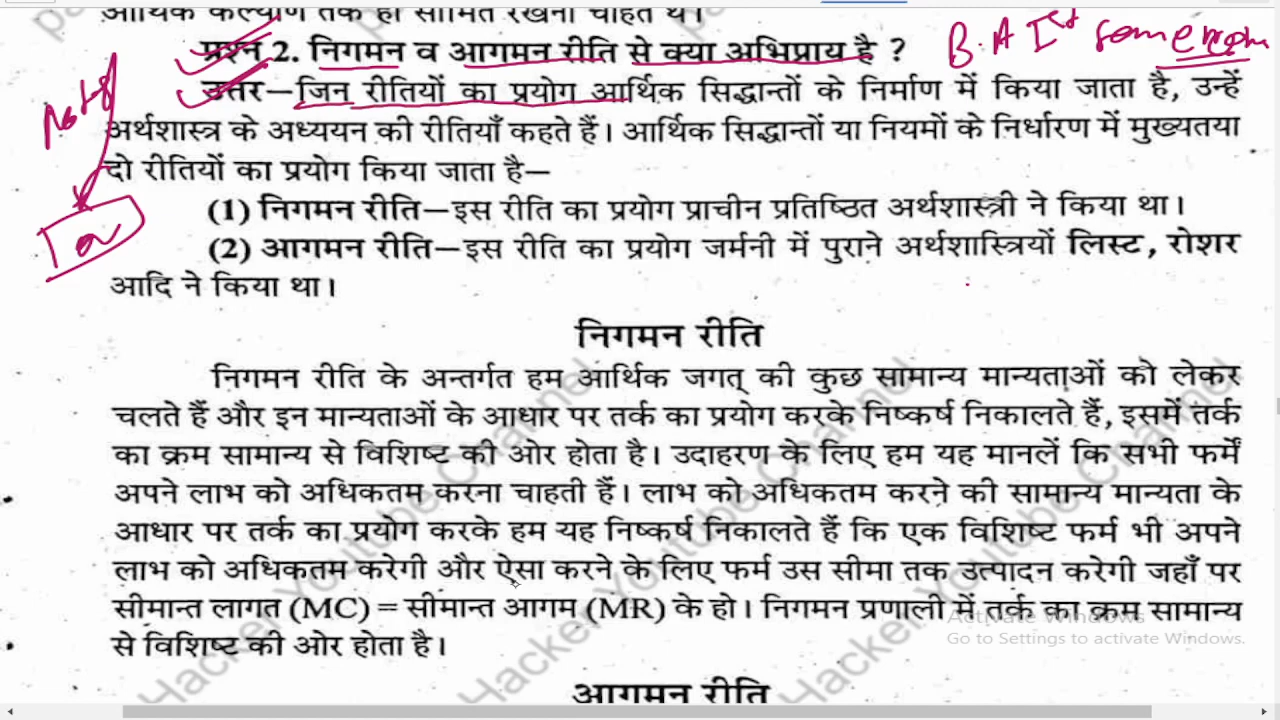 आर्थिक कल्याण तक ही सीमित रखना चाहते थे।
प्रश्न 2. निगमन व आगमन रीति से क्या अभिप्राय है ?
B.A Ist
उत्तर–जिन रीतियों का प्रयोग आर्थिक सिद्धान्तों के निर्माण में किया जाता है, उन्हें
अर्थशास्त्र के अध्ययन की रीतियाँ कहते हैं। आर्थिक सिद्धान्तों या नियमों के निर्धारण में मुख्यतया
दो रीतियों का प्रयोग किया जाता है–
(1) निगमन रीति–इस रीति का प्रयोग प्राचीन प्रतिष्ठित अर्थशास्त्री ने किया था।
(2) आगमन रीति–इस रीति का प्रयोग जर्मनी में पुराने अर्थशास्त्रियों लिस्ट, रोशर
आदि ने किया था।
निगमन रीति
निगमन रीति के अन्तर्गत हम आर्थिक जगत् की कुछ सामान्य मान्यताओं को लेकर
चलते हैं और इन मान्यताओं के आधार पर तर्क का प्रयोग करके निष्कर्ष निकालते हैं, इसमें तर्क
का क्रम सामान्य से विशिष्ट की ओर होता है। उदाहरण के लिए हम यह मानलें कि सभी फर्में
अपने लाभ को अधिकतम करना चाहती हैं। लाभ को अधिकतम करने की सामान्य मान्यता के
आधार पर तर्क का प्रयोग करके हम यह निष्कर्ष निकालते हैं कि एक विशिष्ट फर्म भी अपने
लाभ को अधिकतम करेगी और ऐसा करने के लिए फर्म उस सीमा तक उत्पादन करेगी जहाँ पर
सीमान्त लागत (MC) = सीमान्त आगम (MR) के हो। निगमन प्रणाली में तर्क का क्रम सामान्य
से विशिष्ट की ओर होता है।
आगमन रीति
Hacker Youtube Channel
Activate Windows
Go to Settings to activate Windows.